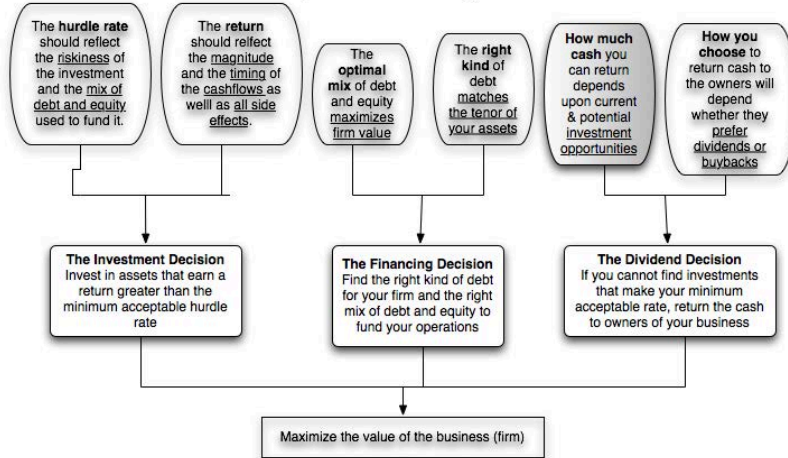 The hurdle rate
should reflect the
riskiness of
the investment
and the mix of
debt and equity
used to fund it.
The return
should relfect
the magnitude
and the timing of
the cashflows as
welll as all side
effects.
The
optimal
mix of debt
and equity
maximizes
firm value
The right
kind of
debt
matches
the tenor of
your assets
How much
cash you
can return
depends
upon current
& potential
investment
opportunities
How you
choose to
return cash to
the owners will
depend
whether they
prefer
dividends or
buybacks
The Investment Decision
Invest in assets that earn a
return greater than the
minimum acceptable hurdle
rate
The Financing Decision
Find the right kind of debt
for your firm and the right
mix of debt and equity to
fund your operations
The Dividend Decision
If you cannot find investments
that make your minimum
acceptable rate, return the cash
to owners of your business
Maximize the value of the business (firm)